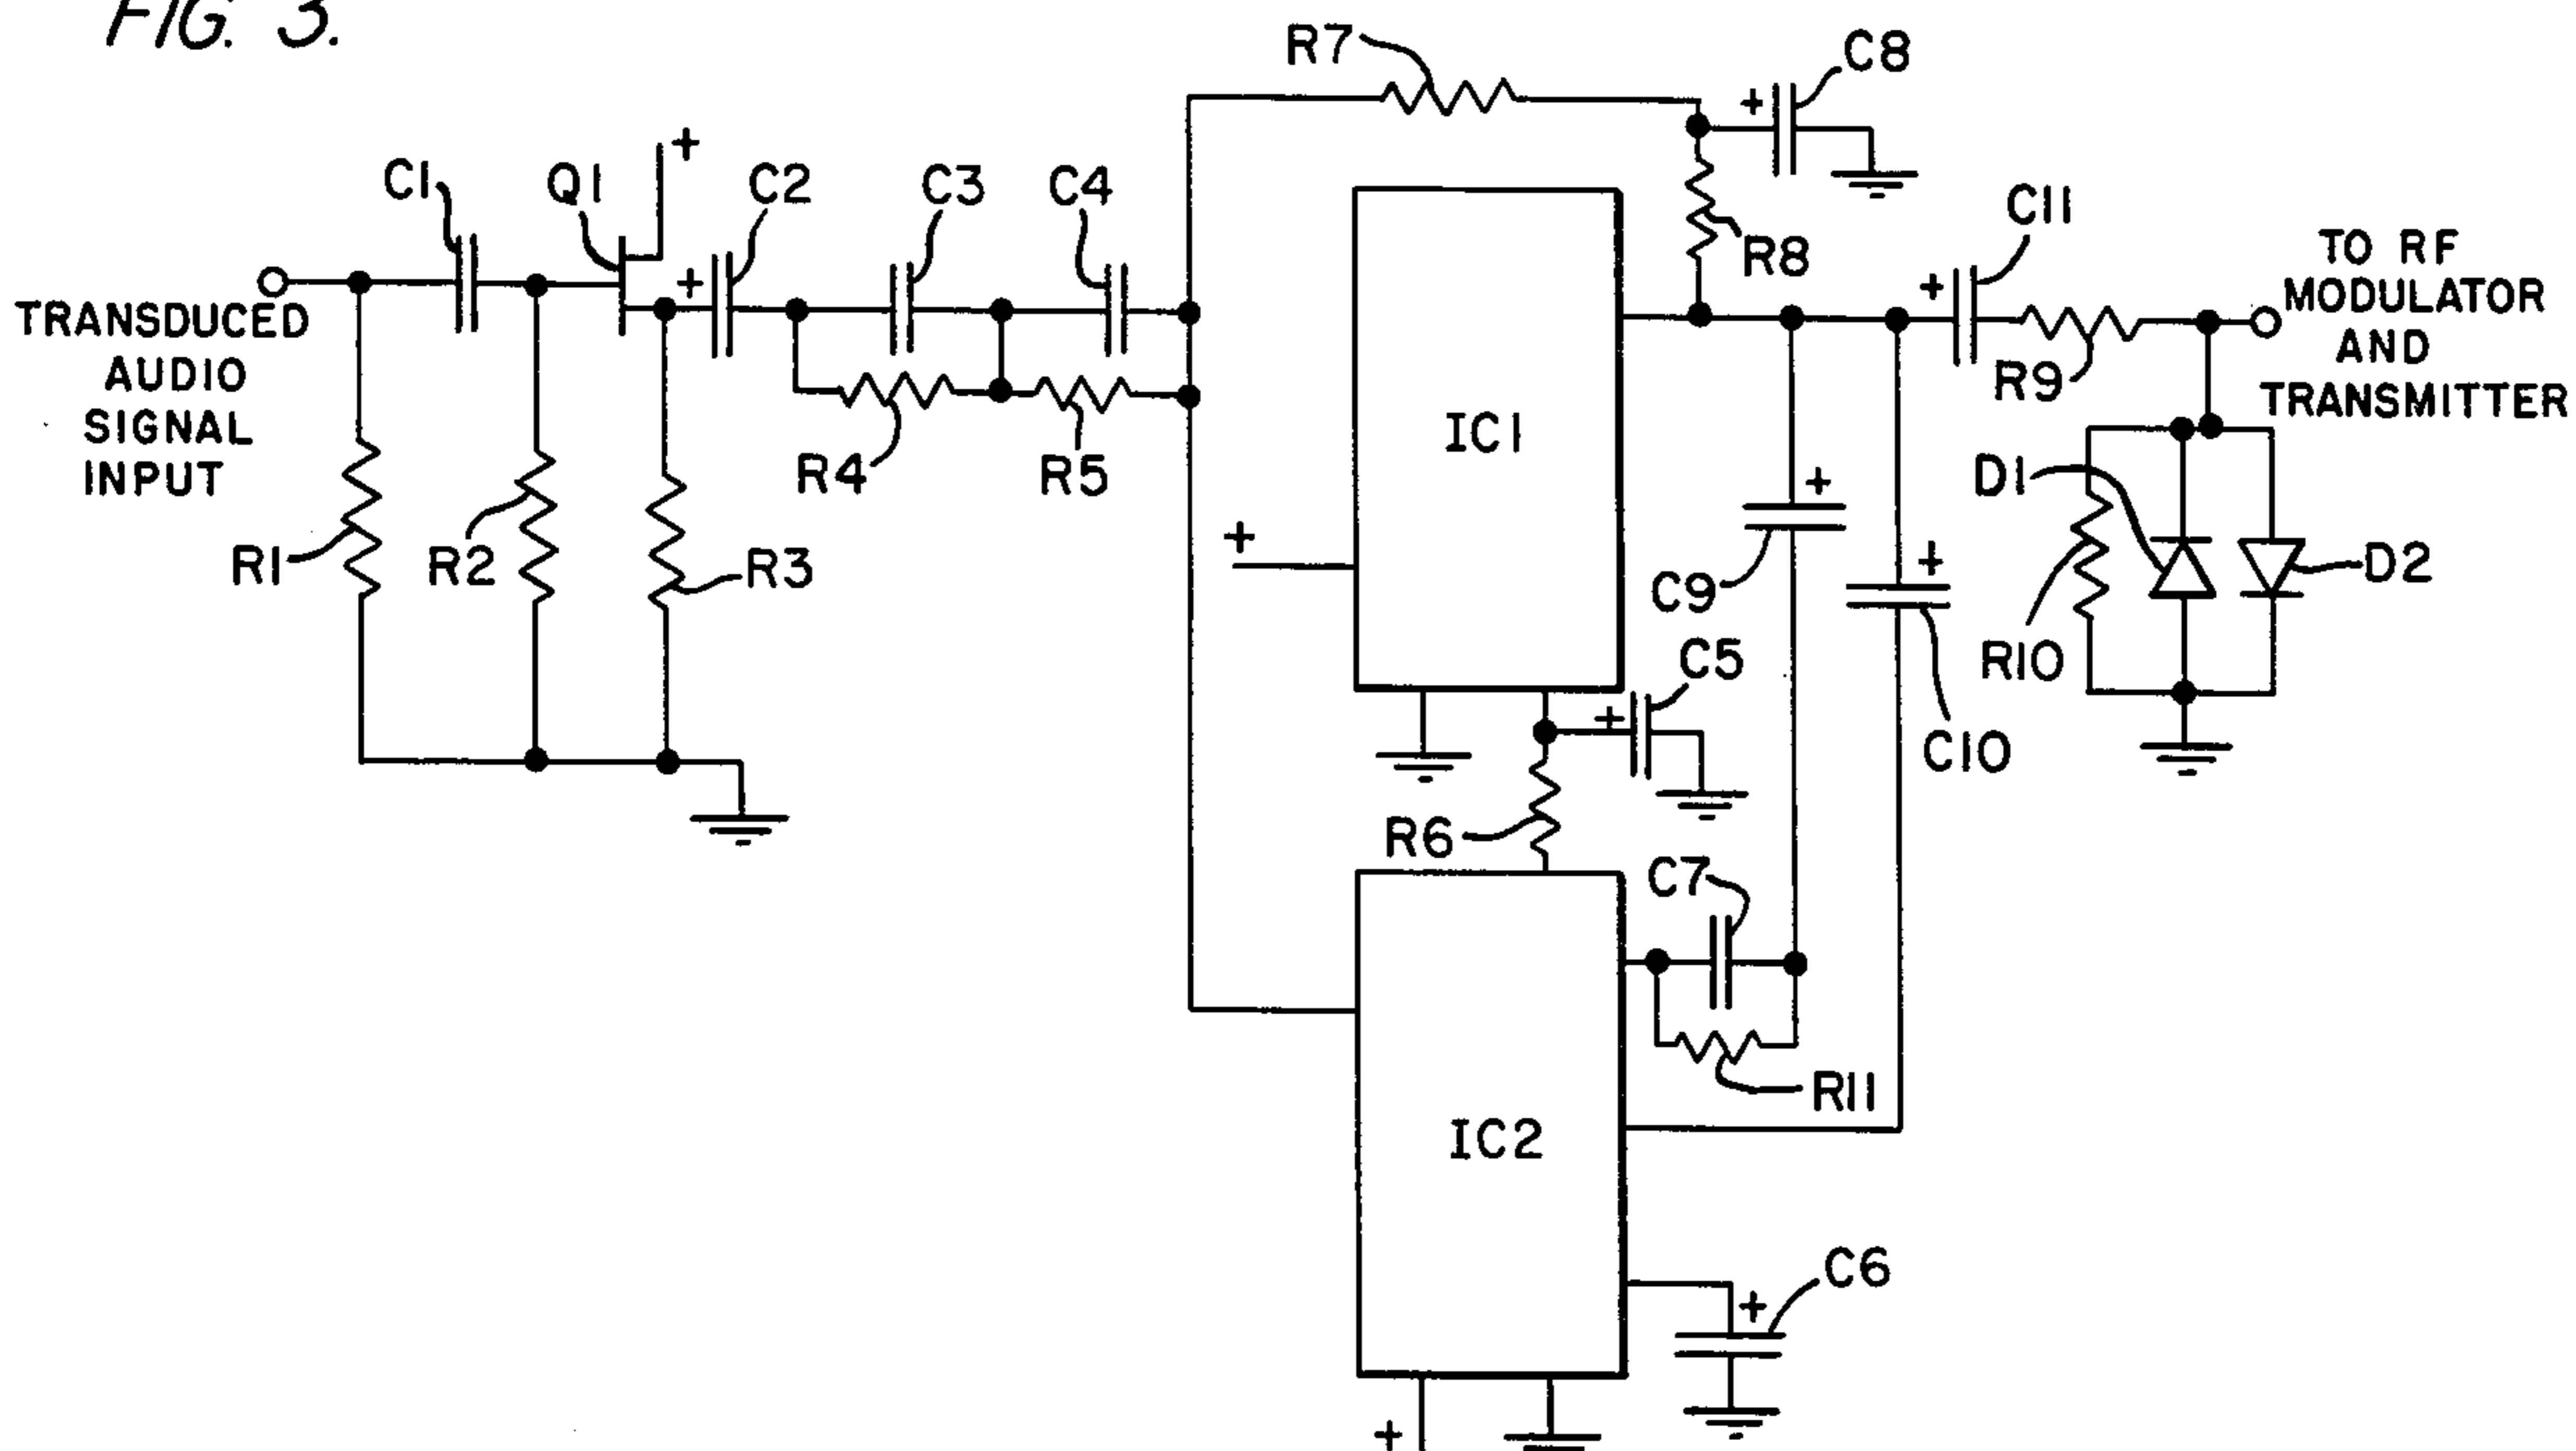 FIG. 3.
R7
C8
C1
Q1
+
C2
C3
C4
+
R8
C11
+
TO RF
MODULATOR
AND
TRANSMITTER
TRANSDUCED
AUDIO
SIGNAL
INPUT
+
R1
R2
R3
R4
R5
IC1
+
R9
+
C9
+
C10
D1
D2
R10
C5
+
R6
C7
R11
IC2
C6
+
+